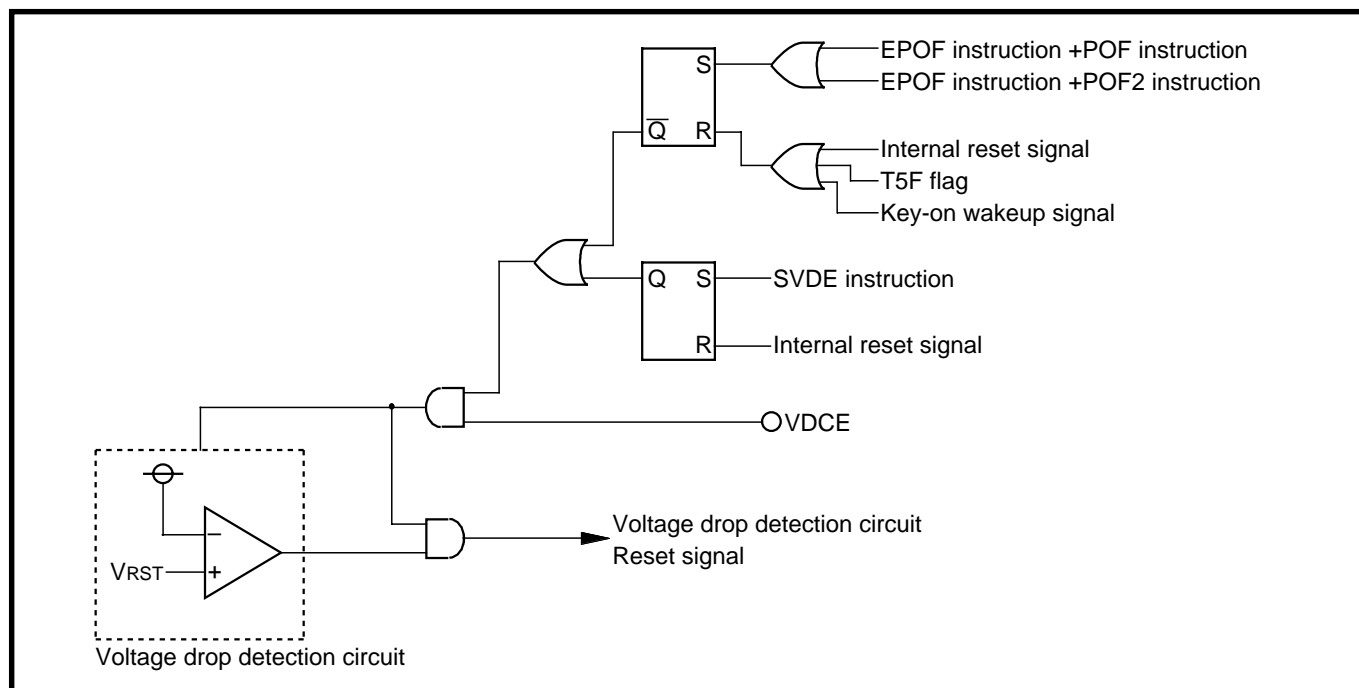 S
EPOF instruction +POF instruction
EPOF instruction +POF2 instruction
Q̅
R
Internal reset signal
T5F flag
Key-on wakeup signal
Q
S
SVDE instruction
R
Internal reset signal
VDCE
−
VRST
+
Voltage drop detection circuit
Reset signal
Voltage drop detection circuit